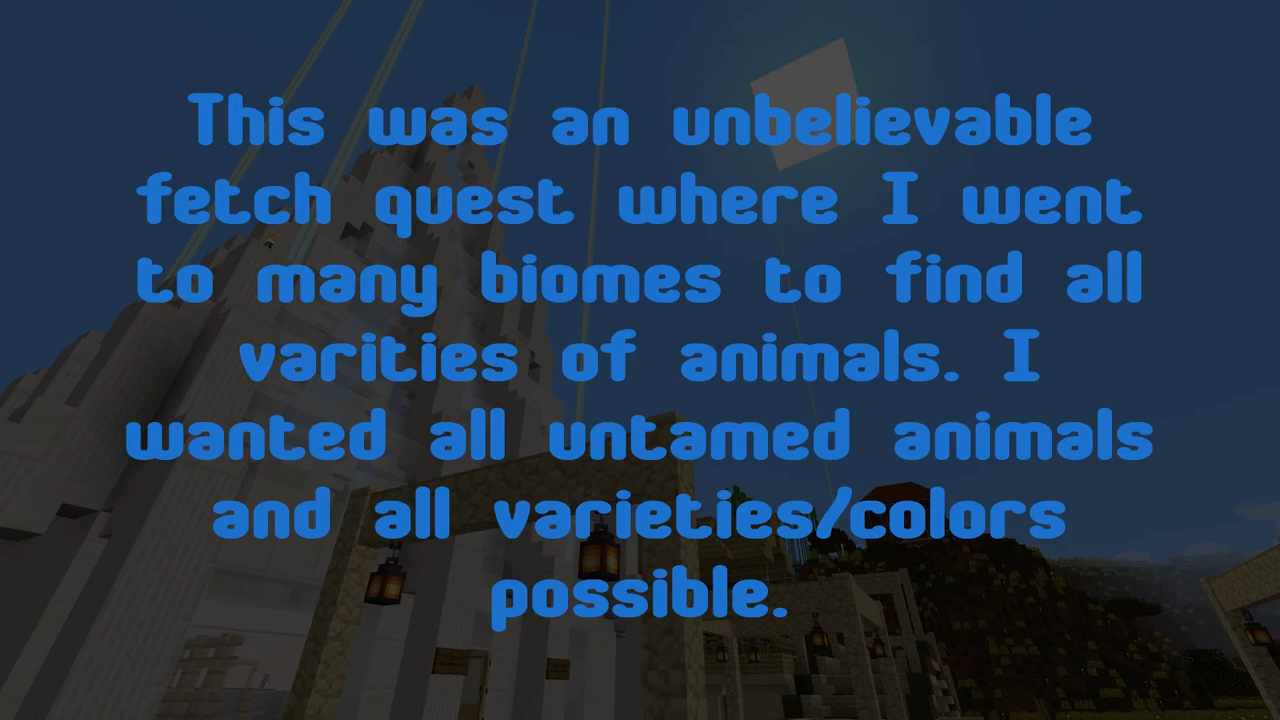 This was an unbelievable
fetch quest where I went
to many biomes to find all
varities of animals. I
wanted all untamed animals
and all varieties/colors
possible.